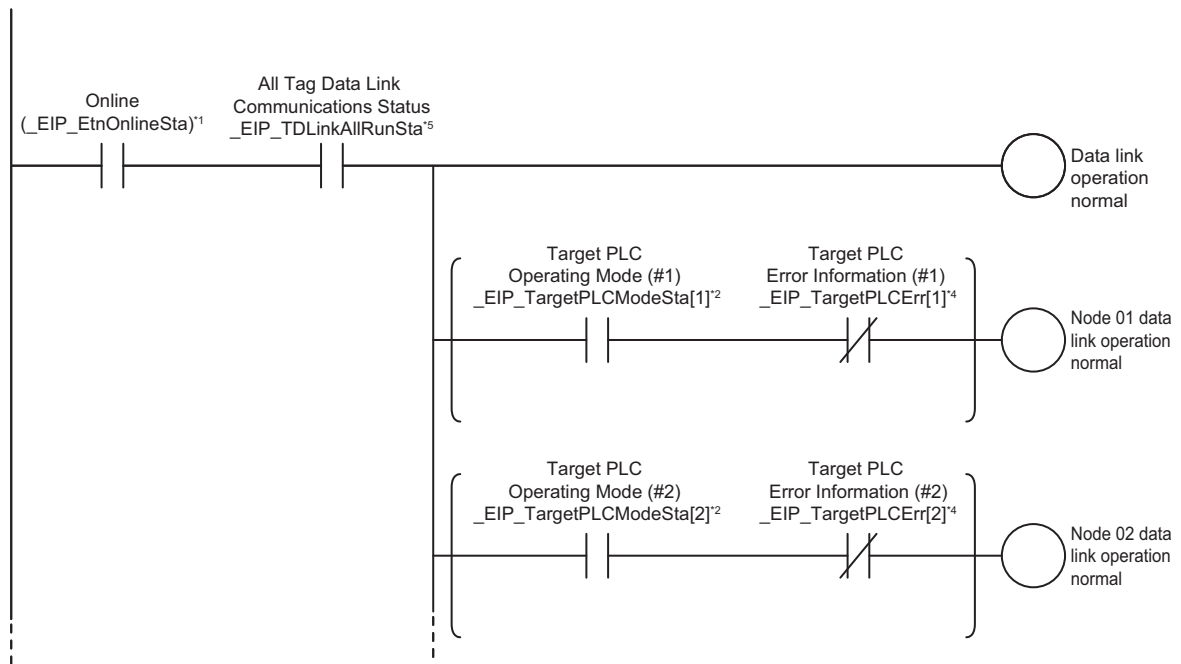 Online
(_EIP_EtnOnlineSta)*1
All Tag Data Link
Communications Status
_EIP_TDLinkAllRunSta*5
Data link
operation
normal
Target PLC
Operating Mode (#1)
_EIP_TargetPLCModeSta[1]*2
Target PLC
Error Information (#1)
_EIP_TargetPLCErr[1]*4
Node 01 data
link operation
normal
Target PLC
Operating Mode (#2)
_EIP_TargetPLCModeSta[2]*2
Target PLC
Error Information (#2)
_EIP_TargetPLCErr[2]*4
Node 02 data
link operation
normal